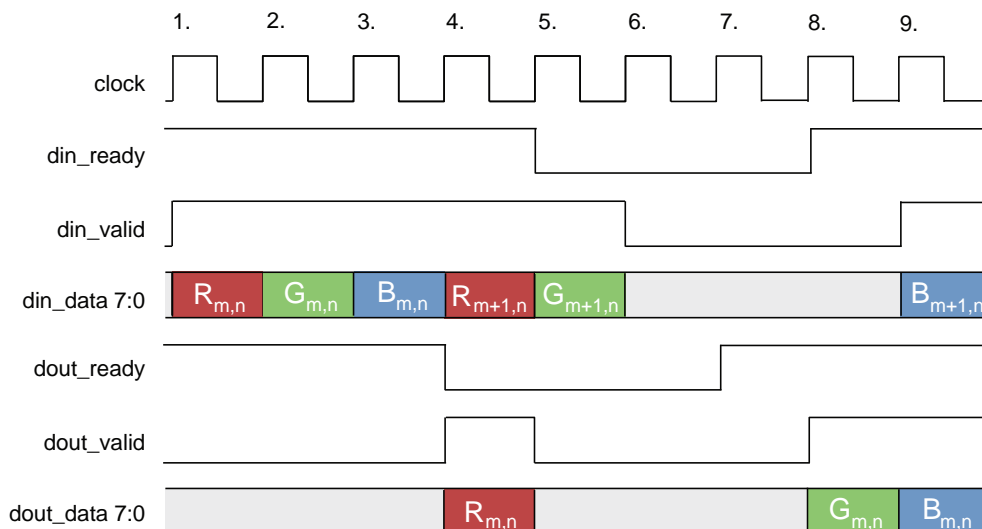 1. 2. 3. 4. 5. 6. 7. 8. 9.
clock
din_ready
din_valid
din_data 7:0 Rm,n Gm,n Bm,n Rm+1,n Gm+1,n Bm+1,n
dout_ready
dout_valid
dout_data 7:0 Rm,n Gm,n Bm,n